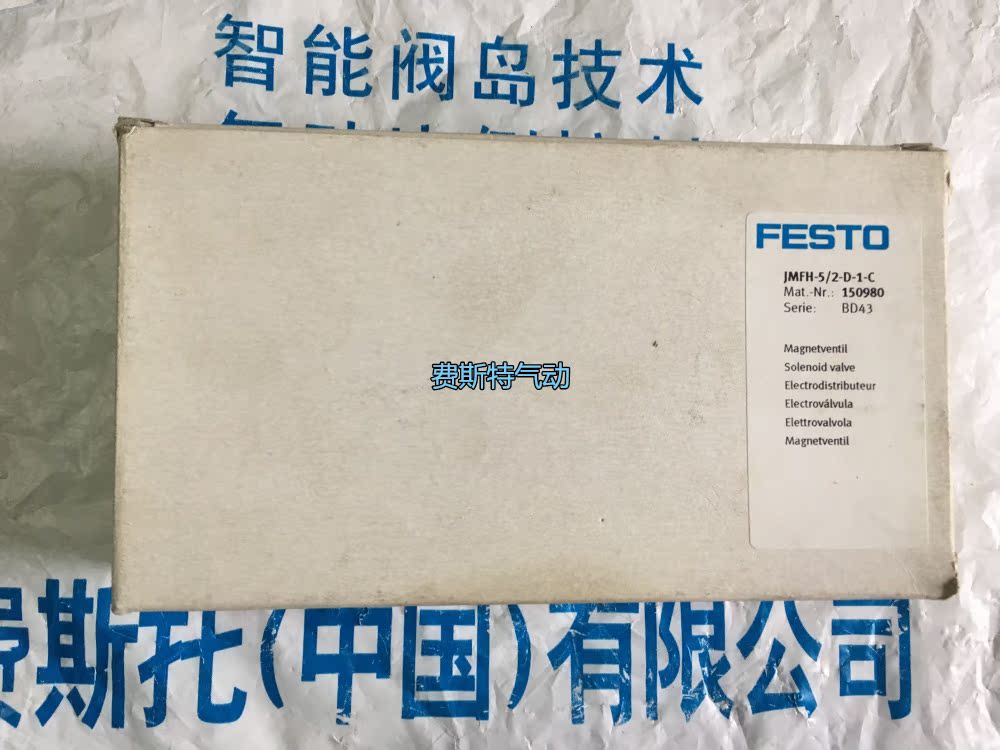 智能阀岛技术
FESTO
JMFH-5/2-D-1-C
Mat.-Nr.: 150980
Serie: BD43
Magnetventil
Solenoid valve
Electrodistributeur
Electroválvula
Elettrovalvola
Magnetventil
费斯特气动
费斯托(中国)有限公司